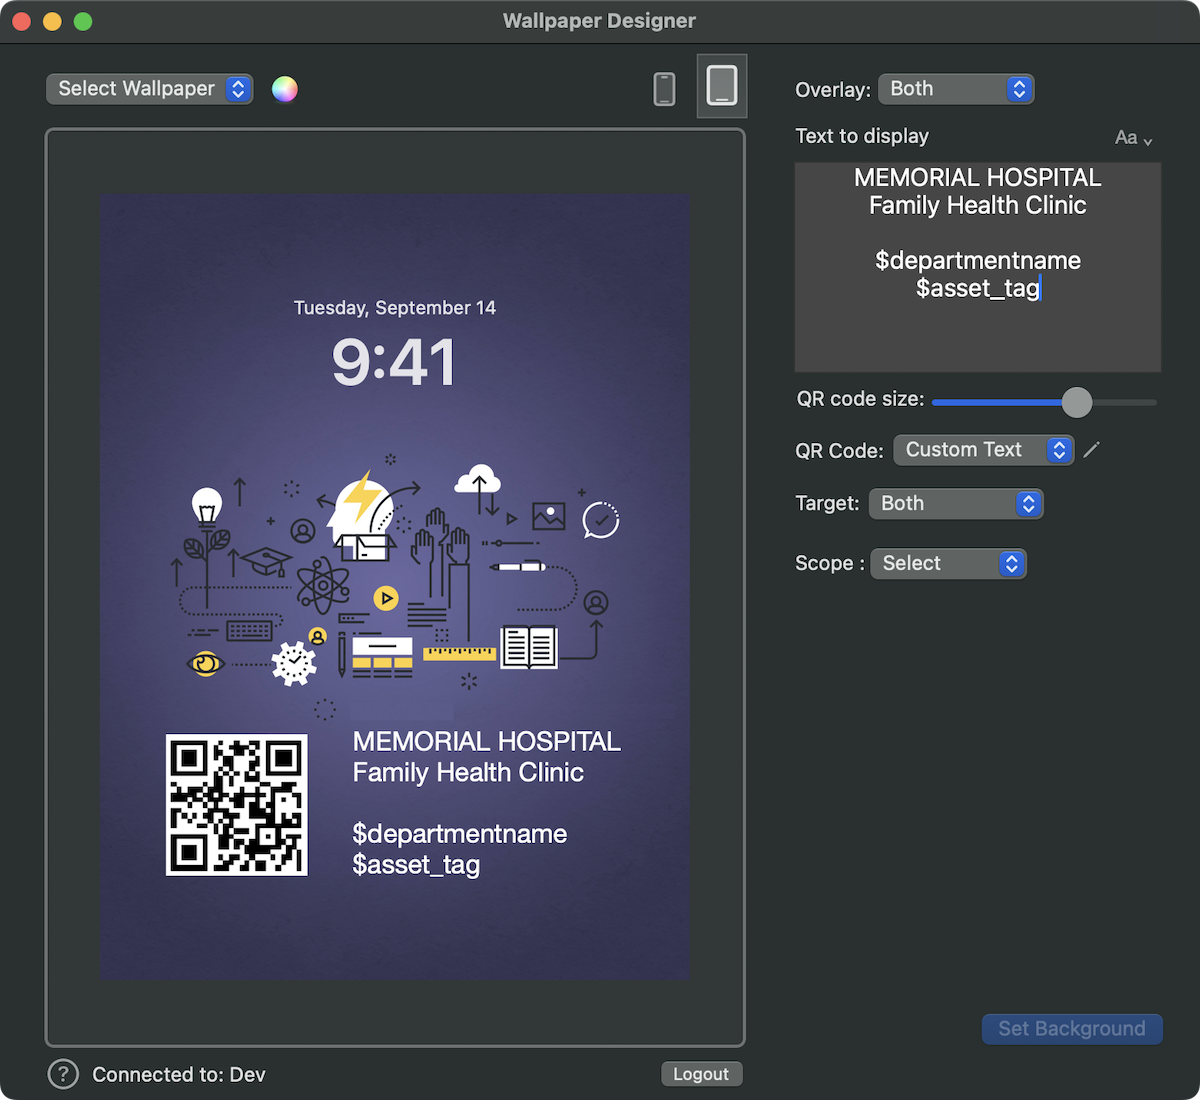 Wallpaper Designer
Select Wallpaper
Overlay: Both
Text to display
Aa
MEMORIAL HOSPITAL
Family Health Clinic
$departmentname
$asset_tag
QR code size:
QR Code: Custom Text
Target: Both
Scope : Select
Tuesday, September 14
9:41
MEMORIAL HOSPITAL
Family Health Clinic
$departmentname
$asset_tag
Set Background
? Connected to: Dev
Logout